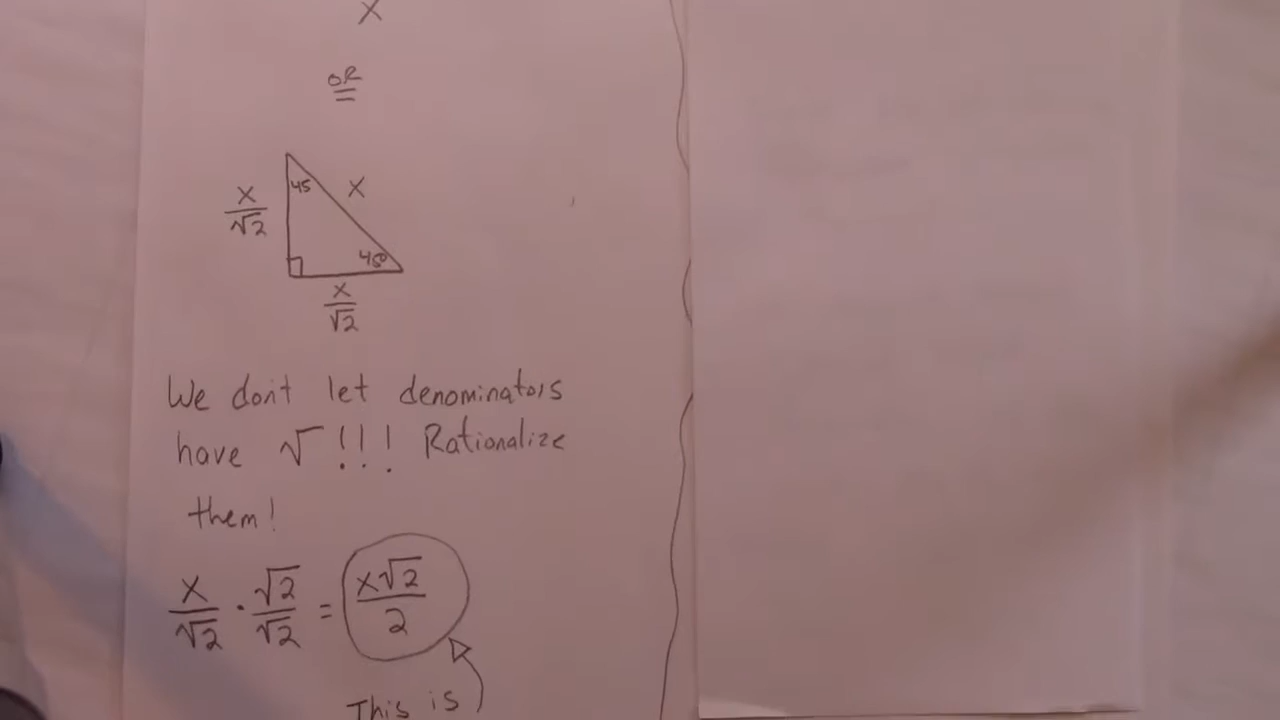 x
OR
45
x
x/√2
45°
x/√2
We don't let denominators
have √ !!! Rationalize
them!
x/√2 · √2/√2 = x√2/2
This is